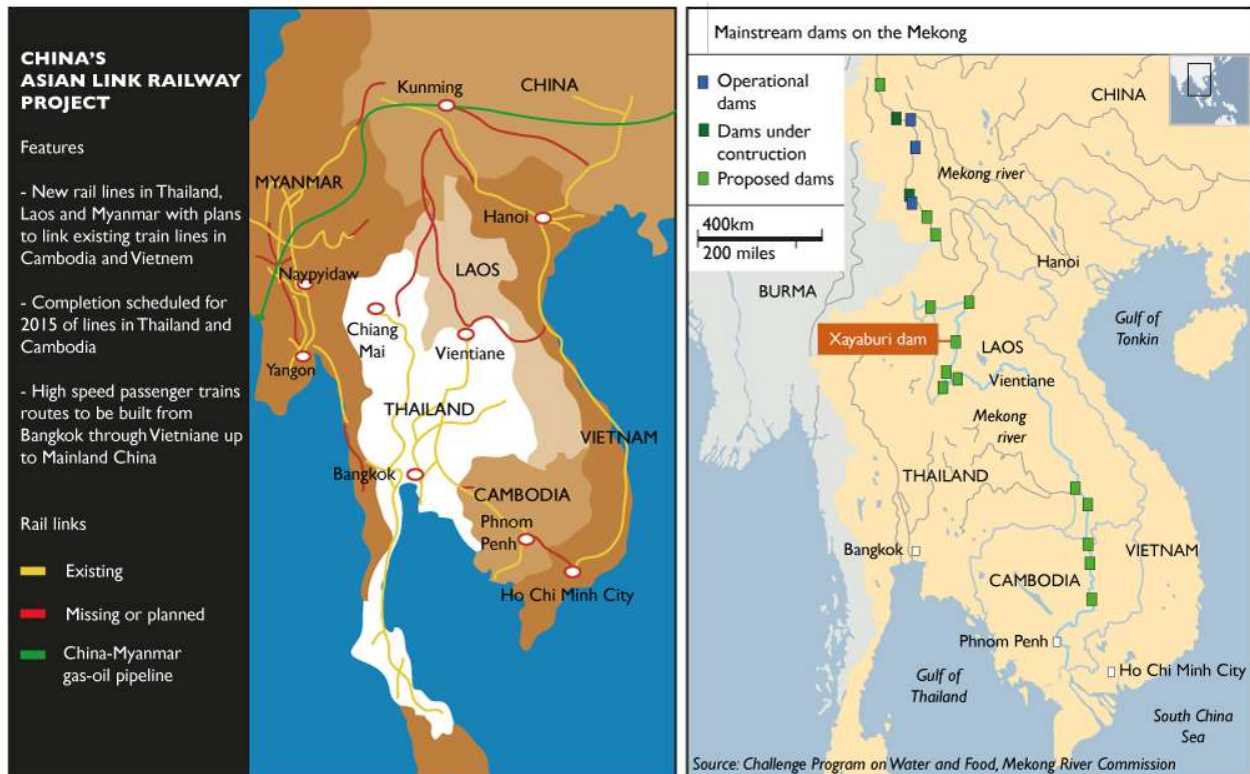 CHINA'S
ASIAN LINK RAILWAY
PROJECT
Features
- New rail lines in Thailand,
Laos and Myanmar with plans
to link existing train lines in
Cambodia and Vietnem
- Completion scheduled for
2015 of lines in Thailand and
Cambodia
- High speed passenger trains
routes to be built from
Bangkok through Vietniane up
to Mainland China
Rail links
Existing
Missing or planned
China-Myanmar
gas-oil pipeline
Kunming
CHINA
MYANMAR
Hanoi
LAOS
Naypyidaw
Chiang
Mai
Vientiane
Yangon
THAILAND
VIETNAM
Bangkok
CAMBODIA
Phnom
Penh
Ho Chi Minh City
Mainstream dams on the Mekong
Operational
dams
Dams under
contruction
Proposed dams
400km
200 miles
CHINA
Mekong river
Hanoi
BURMA
Gulf of
Tonkin
Xayaburi dam
LAOS
Vientiane
Mekong
river
THAILAND
Bangkok
VIETNAM
CAMBODIA
Phnom Penh
Ho Chi Minh City
Gulf
of
Thailand
South China
Sea
Source: Challenge Program on Water and Food, Mekong River Commission